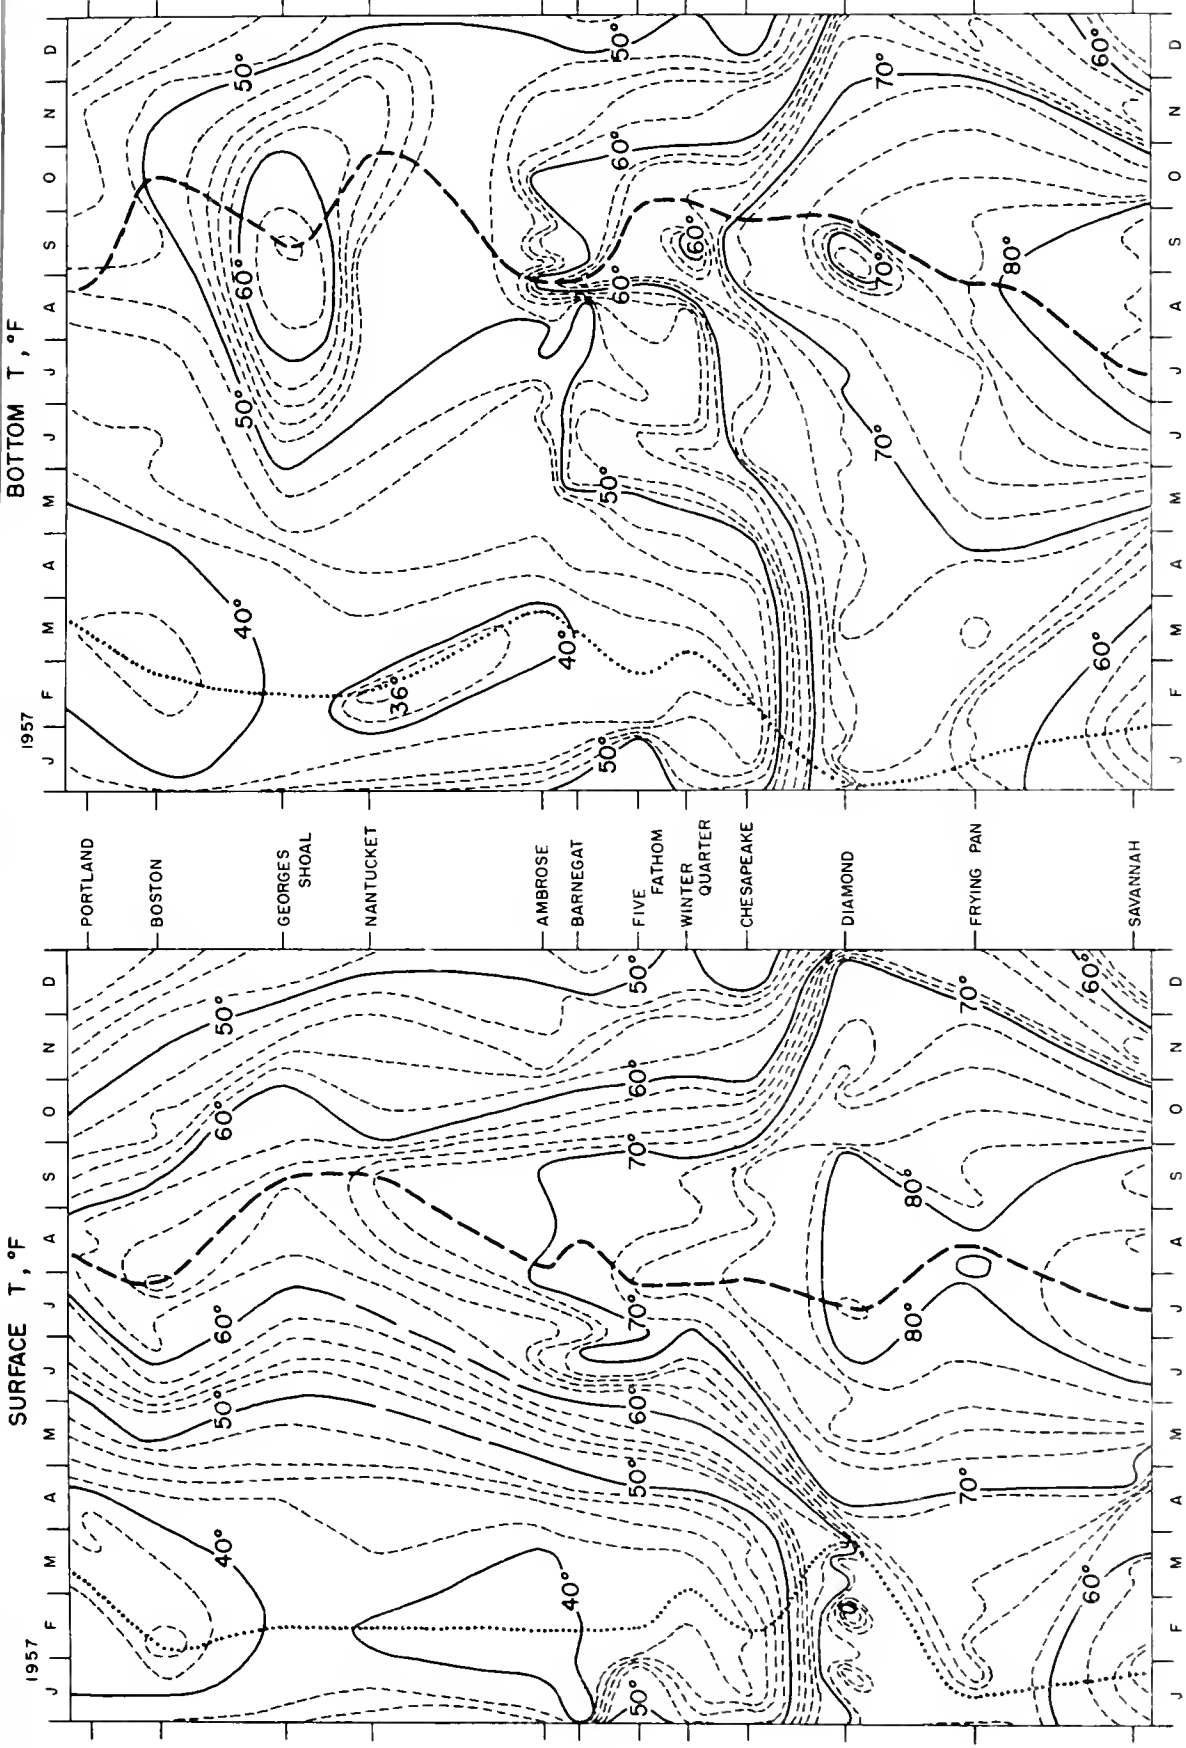 SURFACE T, °F
1957
J F M A M J J A S O N D
40° 50° 60° 60° 50°
40°
50° 50° 60° 70° 70° 60° 50°
80° 80°
70° 70°
60° 60°
J F M A M J J A S O N D
PORTLAND
BOSTON
GEORGES
SHOAL
NANTUCKET
AMBROSE
BARNEGAT
FIVE
FATHOM
WINTER
QUARTER
CHESAPEAKE
DIAMOND
FRYING PAN
SAVANNAH
BOTTOM T, °F
1957
J F M A M J J A S O N D
40° 50° 60° 50°
36°
40°
50° 50° 60° 60° 50°
60°
70° 70° 70°
80°
60° 60°
J F M A M J J A S O N D